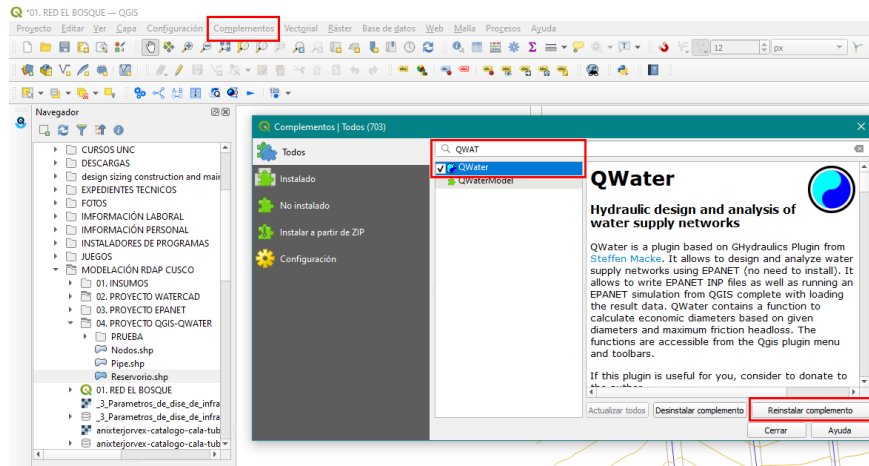 *01. RED EL BOSQUE — QGIS
Proyecto Editar Ver Capa Configuración Complementos Vectorial Ráster Base de datos Web Malla Procesos Ayuda
12 px
Navegador
CURSOS UNC
DESCARGAS
design sizing construction and mair
EXPEDIENTES TECNICOS
FOTOS
IMFORMACIÓN LABORAL
IMFORMACIÓN PERSONAL
INSTALADORES DE PROGRAMAS
JUEGOS
MODELACIÓN RDAP CUSCO
01. INSUMOS
02. PROYECTO WATERCAD
03. PROYECTO EPANET
04. PROYECTO QGIS-QWATER
PRUEBA
Nodos.shp
Pipe.shp
Reservorio.shp
01. RED EL BOSQUE
_3_Parametros_de_dise_de_infra
_3_Parametros_de_dise_de_infra
anixterjorvex-catalogo-cala-tub
anixterjorvex-catalogo-cala-tub
Complementos | Todos (703)
Todos
Instalado
No instalado
Instalar a partir de ZIP
Configuración
QWAT
QWater
QWaterModel
QWater
Hydraulic design and analysis of
water supply networks
QWater is a plugin based on GHydraulics Plugin from
Steffen Macke. It allows to design and analyze water
supply networks using EPANET (no need to install). It
allows to write EPANET INP files as well as running an
EPANET simulation from QGIS complete with loading
the result data. QWater contains a function to
calculate economic diameters based on given
diameters and maximum friction headloss. The
functions are accessible from the Qgis plugin menu
and toolbars.
If this plugin is useful for you, consider to donate to
the author
Actualizar todos Desinstalar complemento Reinstalar complemento
Cerrar Ayuda